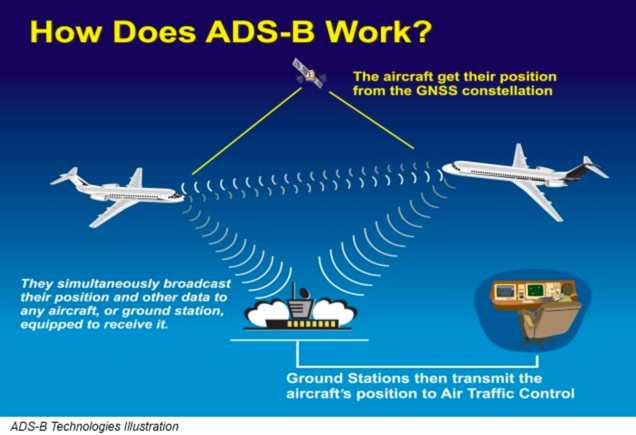 How Does ADS-B Work?
The aircraft get their position
from the GNSS constellation
They simultaneously broadcast
their position and other data to
any aircraft, or ground station,
equipped to receive it.
Ground Stations then transmit the
aircraft's position to Air Traffic Control
ADS-B Technologies Illustration